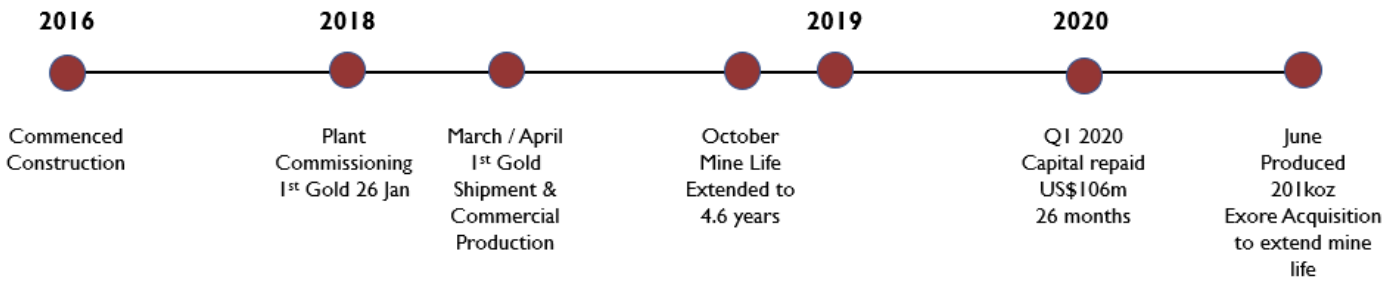 2016
2018
2019
2020
Commenced
Construction
Plant
Commissioning
1st Gold 26 Jan
March / April
1st Gold
Shipment &
Commercial
Production
October
Mine Life
Extended to
4.6 years
Q1 2020
Capital repaid
US$106m
26 months
June
Produced
201koz
Exore Acquisition
to extend mine
life